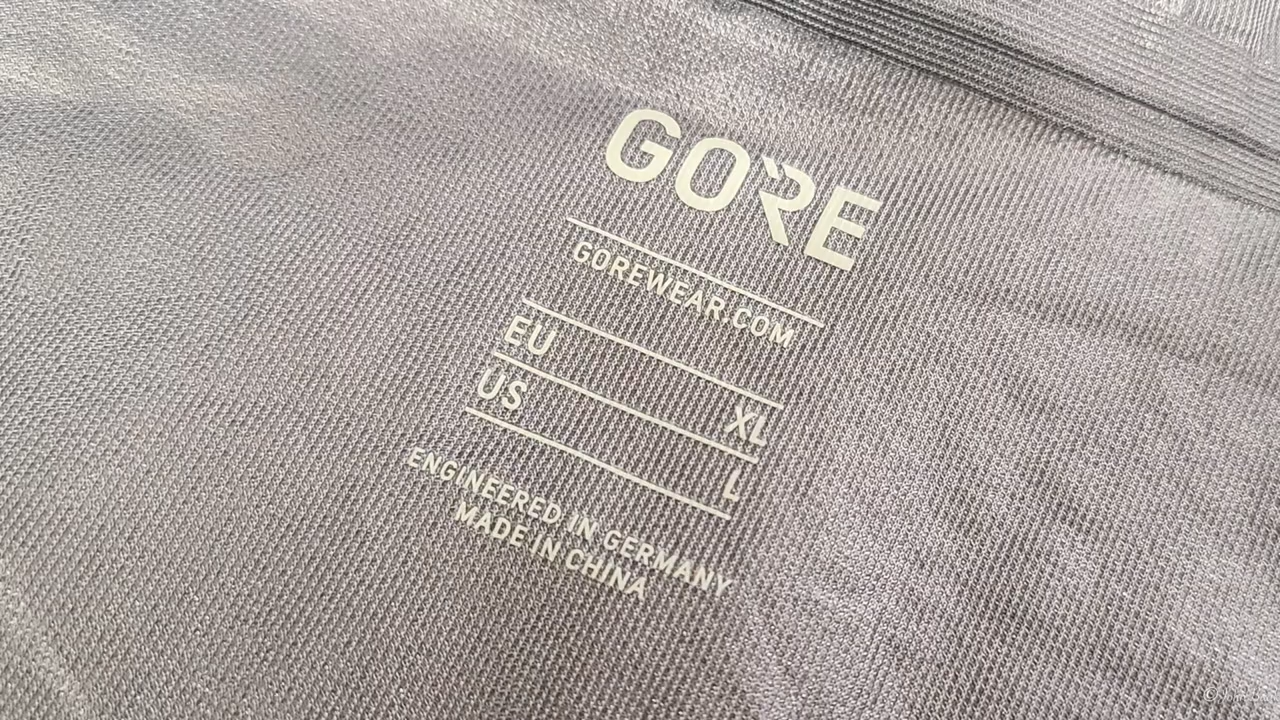 GORE
GOREWEAR.COM
EU XL
US L
ENGINEERED IN GERMANY
MADE IN CHINA